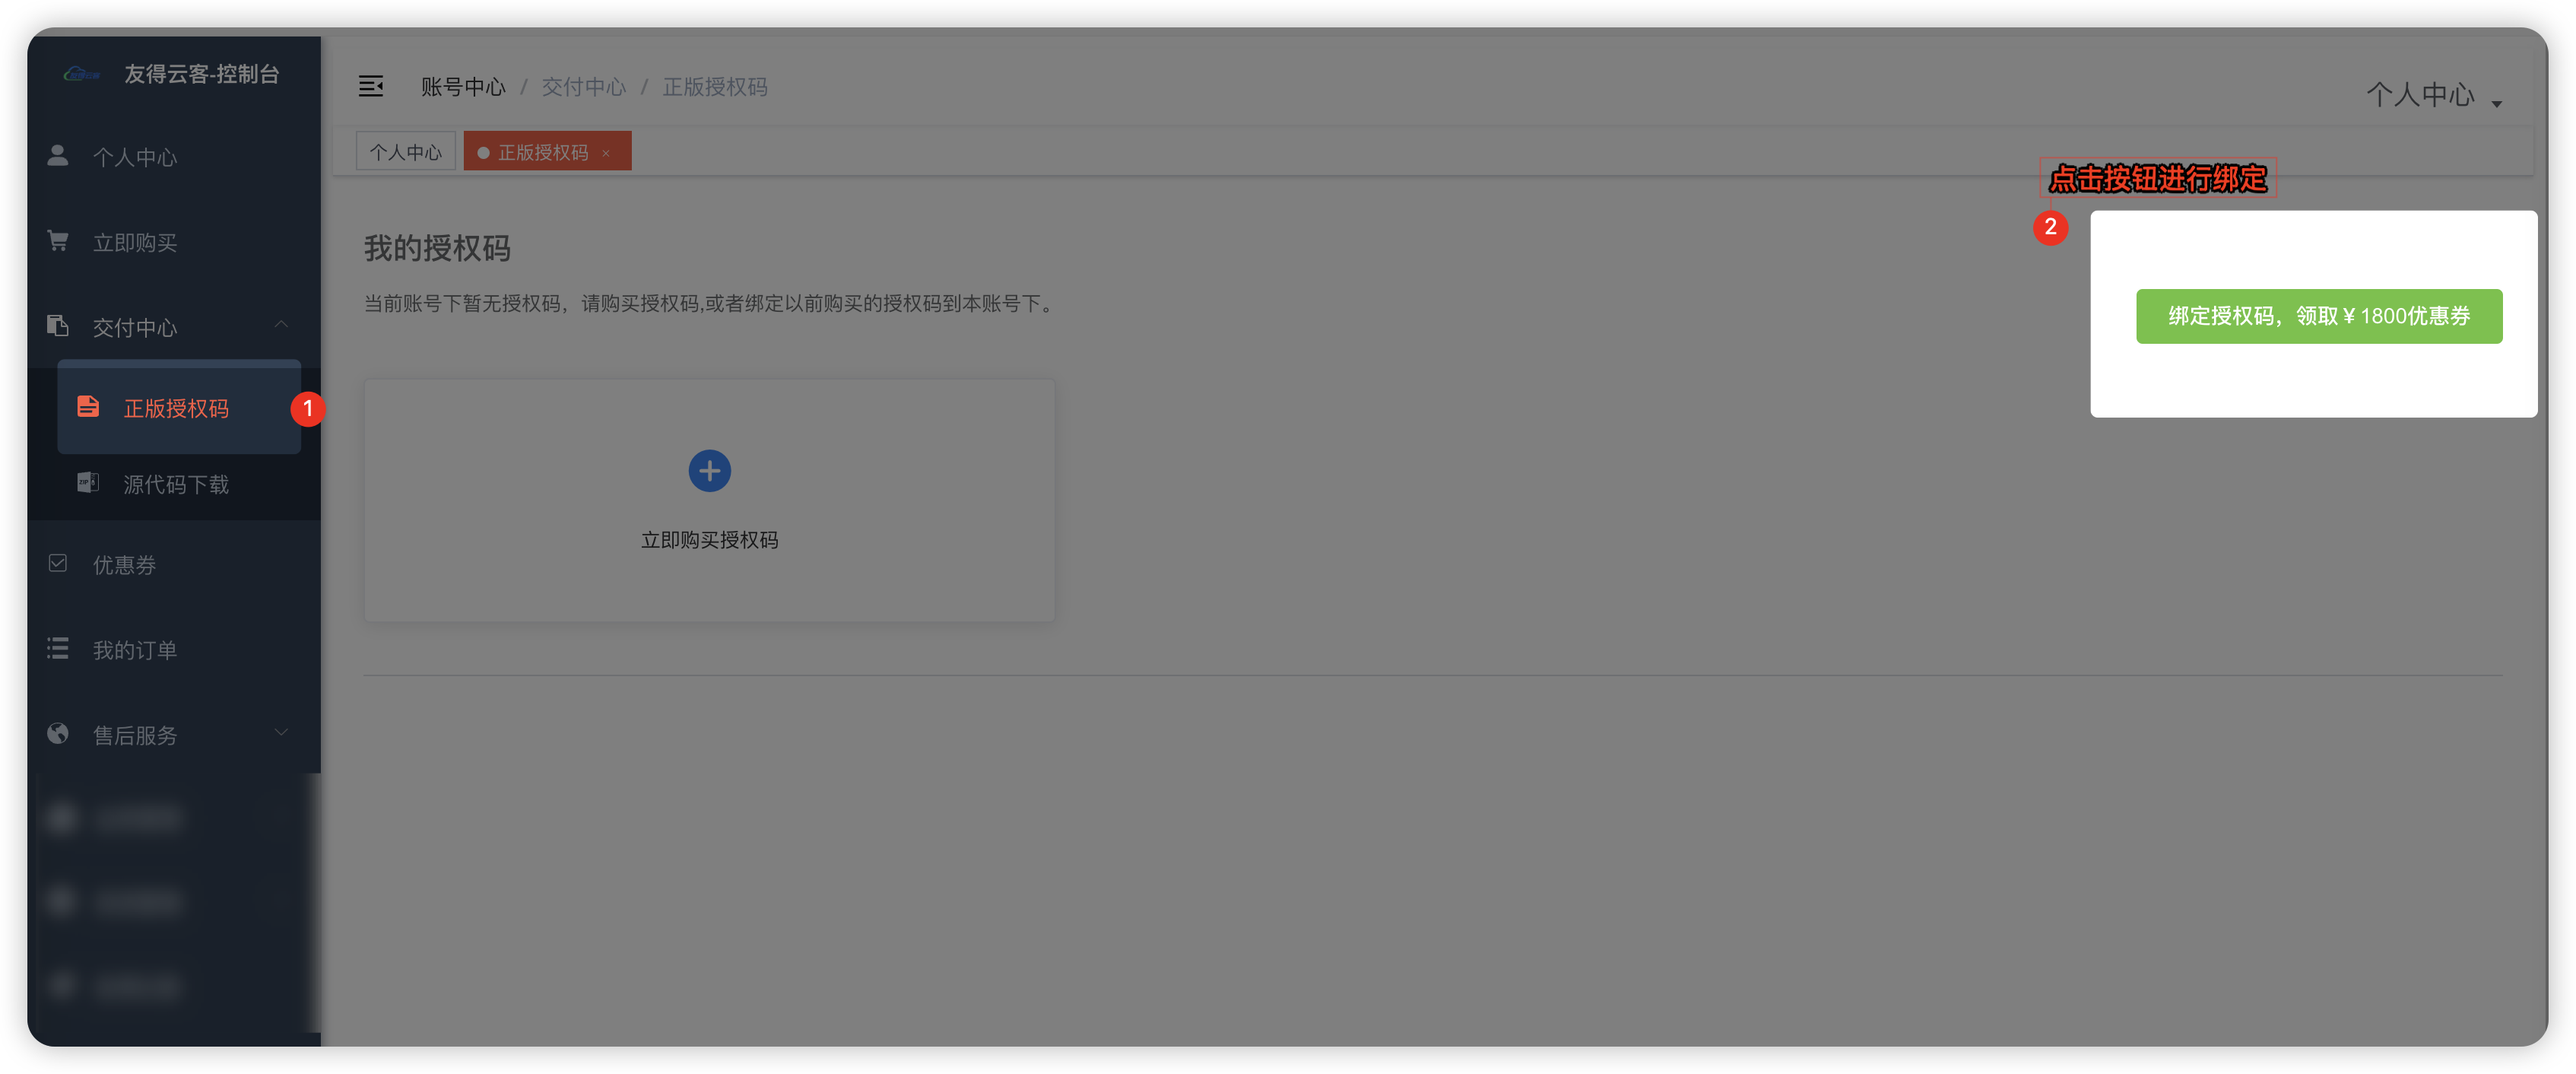 友得云客-控制台
个人中心
立即购买
交付中心
正版授权码
1
源代码下载
优惠券
我的订单
售后服务
账号中心 / 交付中心 / 正版授权码
个人中心
个人中心
正版授权码 ×
点击按钮进行绑定
2
我的授权码
当前账号下暂无授权码，请购买授权码,或者绑定以前购买的授权码到本账号下。
绑定授权码，领取￥1800优惠券
立即购买授权码